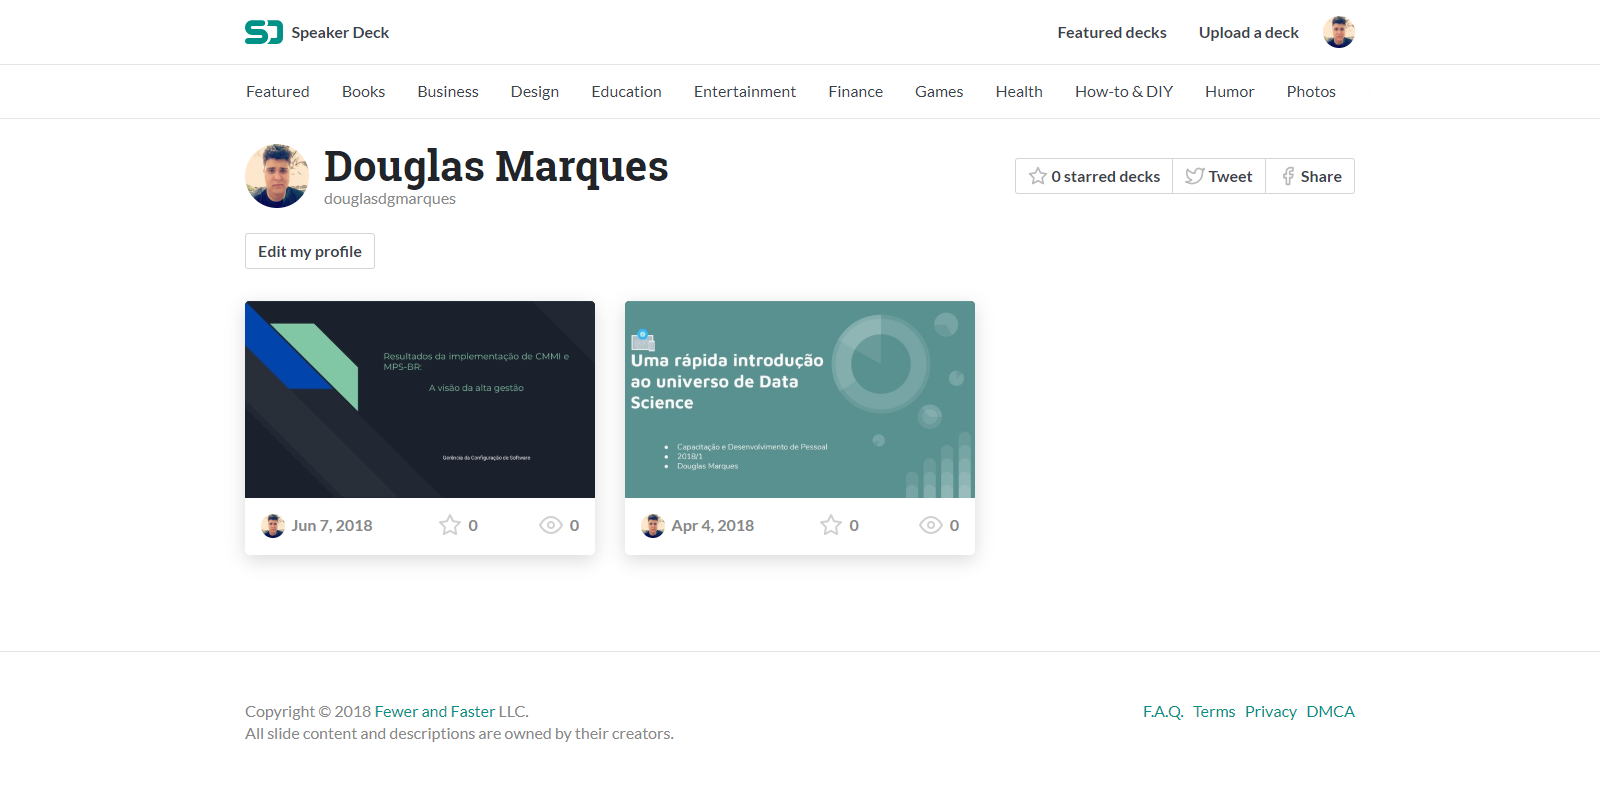 Speaker Deck
Featured decks Upload a deck
Featured Books Business Design Education Entertainment Finance Games Health How-to & DIY Humor Photos
Douglas Marques
douglasdgmarques
0 starred decks Tweet Share
Edit my profile
Resultados da implementação de CMMI e
MPS-BR:
A visão da alta gestão
Gerência da Configuração de Software
Jun 7, 2018 0 0
Uma rápida introdução
ao universo de Data
Science
Capacitação e Desenvolvimento de Pessoal
2018/1
Douglas Marques
Apr 4, 2018 0 0
Copyright © 2018 Fewer and Faster LLC.
All slide content and descriptions are owned by their creators.
F.A.Q. Terms Privacy DMCA